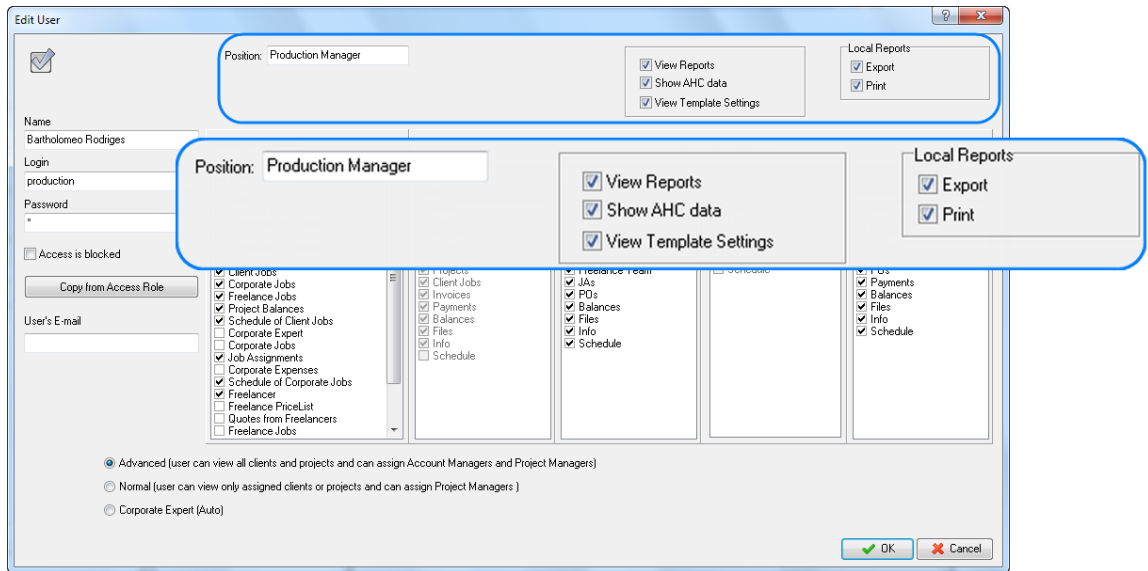 Edit User
Position: Production Manager
View Reports
Show AHC data
View Template Settings
Local Reports
Export
Print
Name
Bartholomeo Rodriges
Login
production
Password
*
Access is blocked
Copy from Access Role
User's E-mail
Position: Production Manager
View Reports
Show AHC data
View Template Settings
Local Reports
Export
Print
Client Jobs
Corporate Jobs
Freelance Jobs
Project Balances
Schedule of Client Jobs
Corporate Expert
Corporate Jobs
Job Assignments
Corporate Expenses
Schedule of Corporate Jobs
Freelancer
Freelance PriceList
Quotes from Freelancers
Freelance Jobs
Projects
Client Jobs
Invoices
Payments
Balances
Files
Info
Schedule
Freelance Team
JAs
POs
Balances
Files
Info
Schedule
Schedule
POs
Payments
Balances
Files
Info
Schedule
Advanced (user can view all clients and projects and can assign Account Managers and Project Managers)
Normal (user can view only assigned clients or projects and can assign Project Managers )
Corporate Expert (Auto)
OK
Cancel